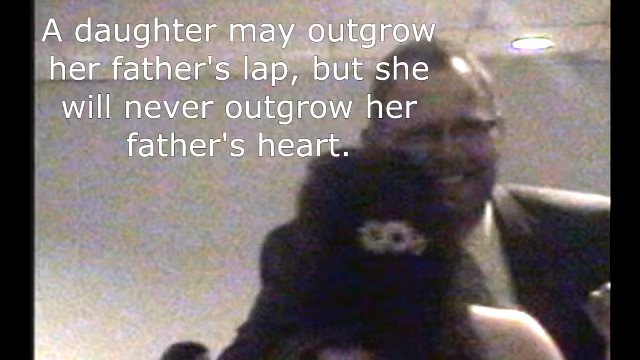 A daughter may outgrow
her father's lap, but she
will never outgrow her
father's heart.